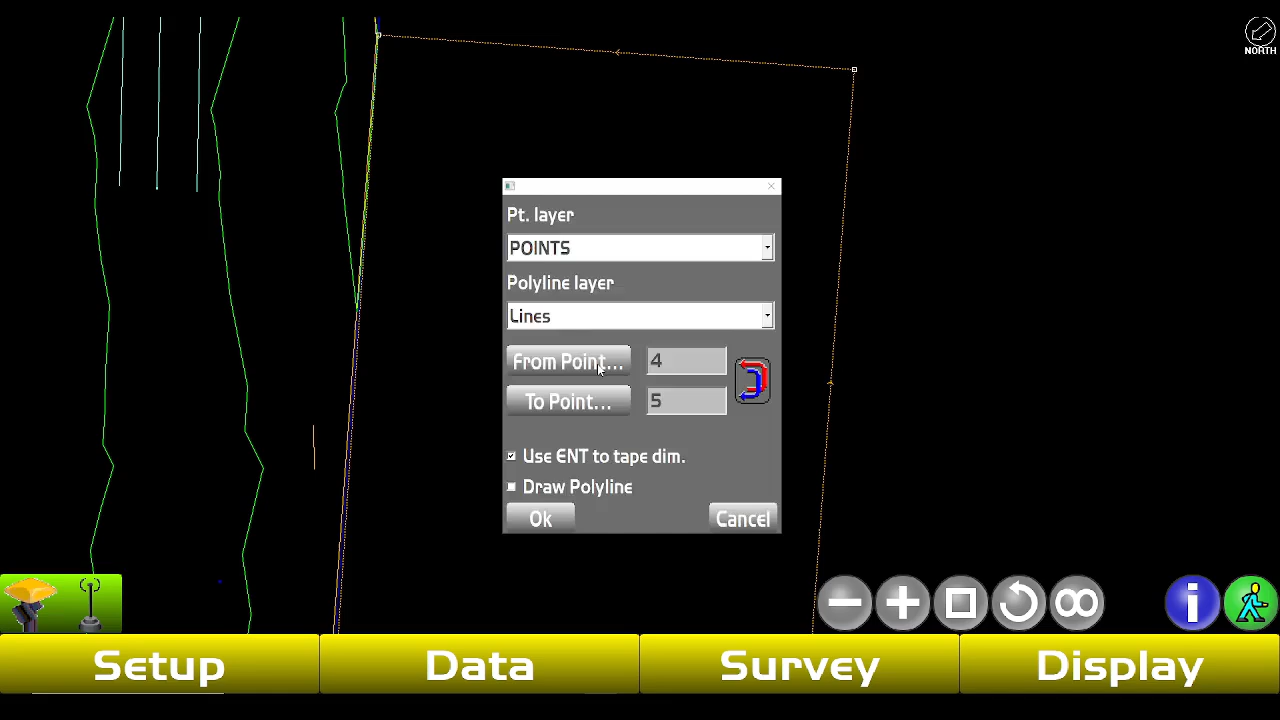 NORTH
Pt. layer
POINTS
Polyline layer
Lines
From Point... 4
To Point... 5
Use ENT to tape dim.
Draw Polyline
Ok Cancel
Setup Data Survey Display